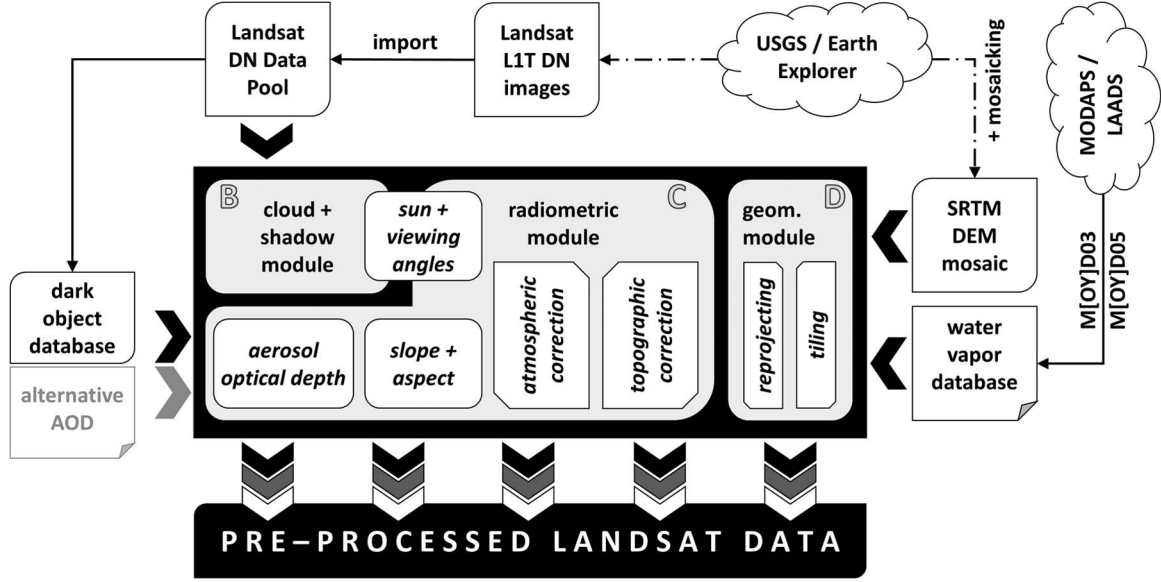 Landsat
DN Data
Pool
import
Landsat
L1T DN
images
USGS / Earth
Explorer
+ mosaicking
MODAPS /
LAADS
B
cloud +
shadow
module
sun +
viewing
angles
radiometric
module
C
geom.
module
D
SRTM
DEM
mosaic
M[OY]D03
M[OY]D05
dark
object
database
alternative
AOD
aerosol
optical depth
slope +
aspect
atmospheric
correction
topographic
correction
reprojecting
tiling
water
vapor
database
PRE–PROCESSED LANDSAT DATA